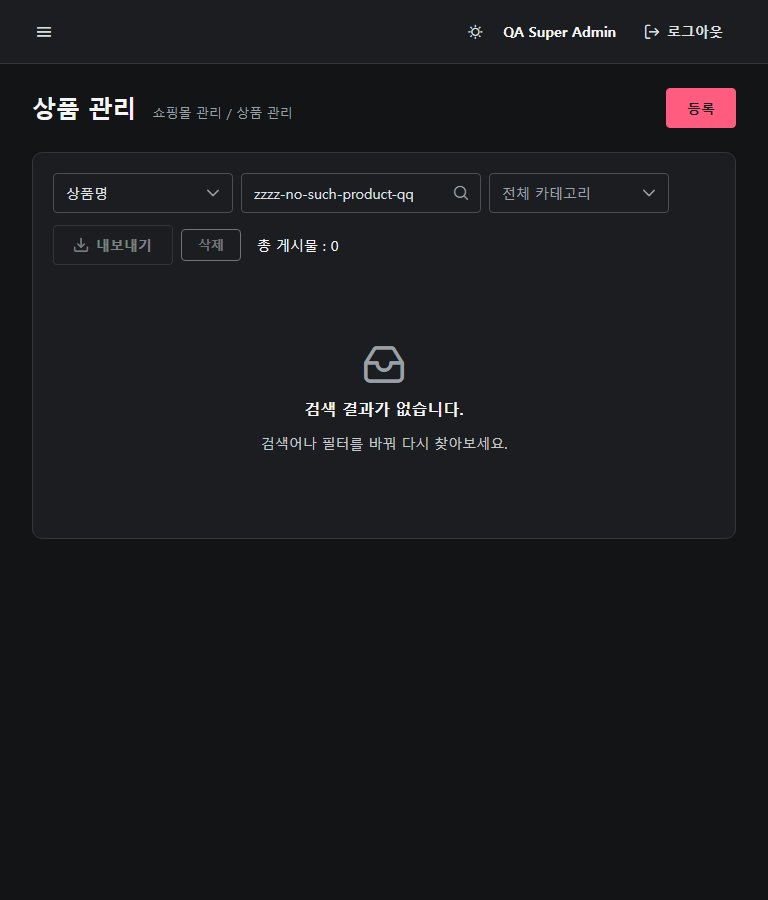 QA Super Admin 로그아웃
상품 관리 쇼핑몰 관리 / 상품 관리 등록
상품명 zzzz-no-such-product-qq 전체 카테고리
내보내기 삭제 총 게시물 : 0
검색 결과가 없습니다.
검색어나 필터를 바꿔 다시 찾아보세요.